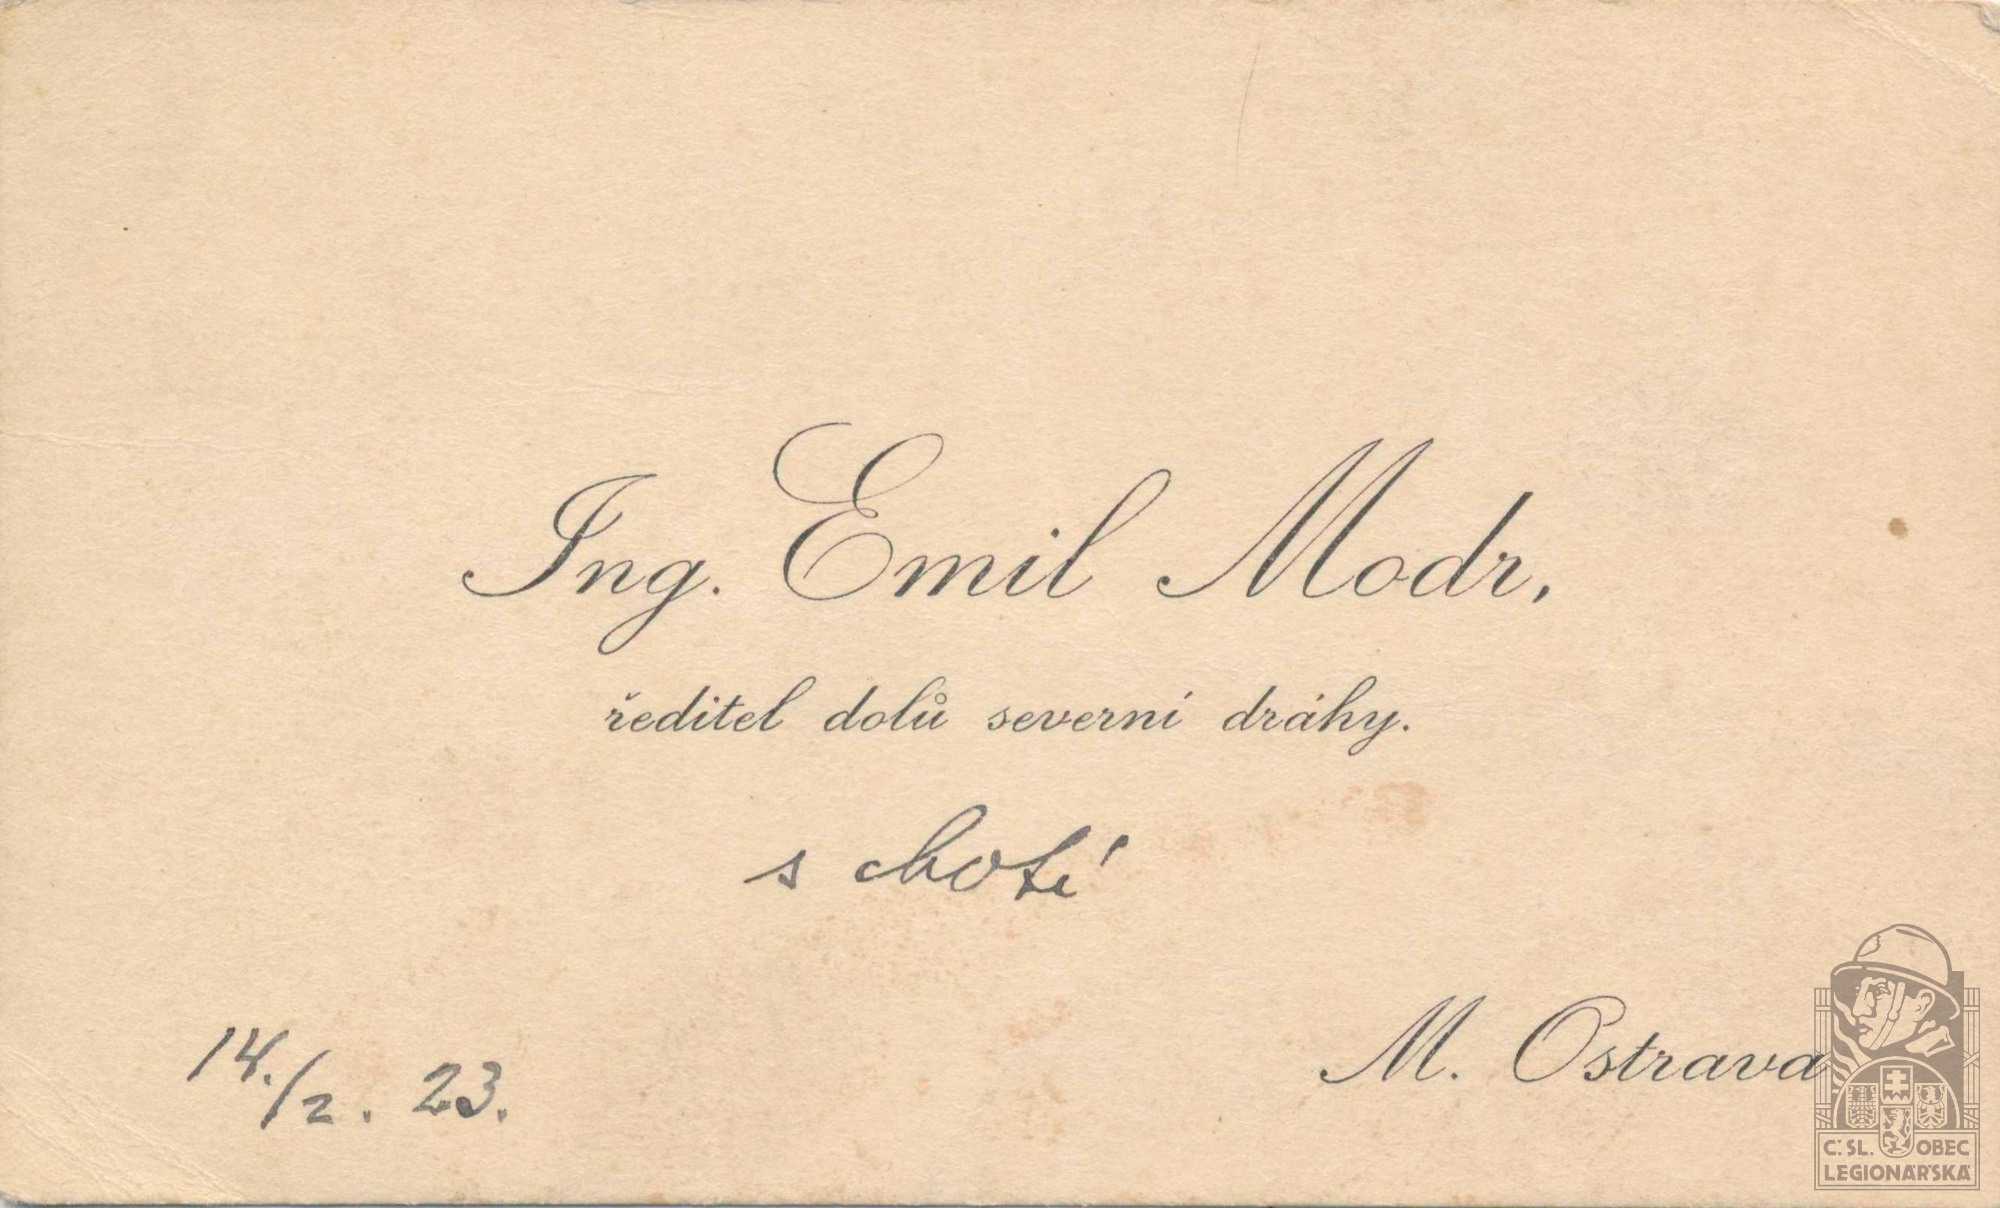 Ing. Emil Modr,
ředitel dolů severní dráhy.
s chotí
14./2. 23.
M. Ostrava
Č. SL. OBEC
LEGIONÁŘSKÁ